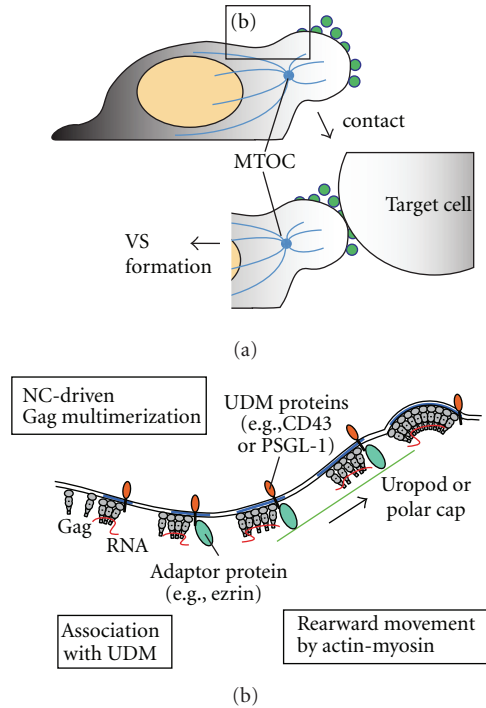 (b)
contact
MTOC
Target cell
VS
formation
(a)
NC-driven
Gag multimerization
UDM proteins
(e.g.,CD43
or PSGL-1)
Uropod or
polar cap
Gag
RNA
Adaptor protein
(e.g., ezrin)
Association
with UDM
Rearward movement
by actin-myosin
(b)